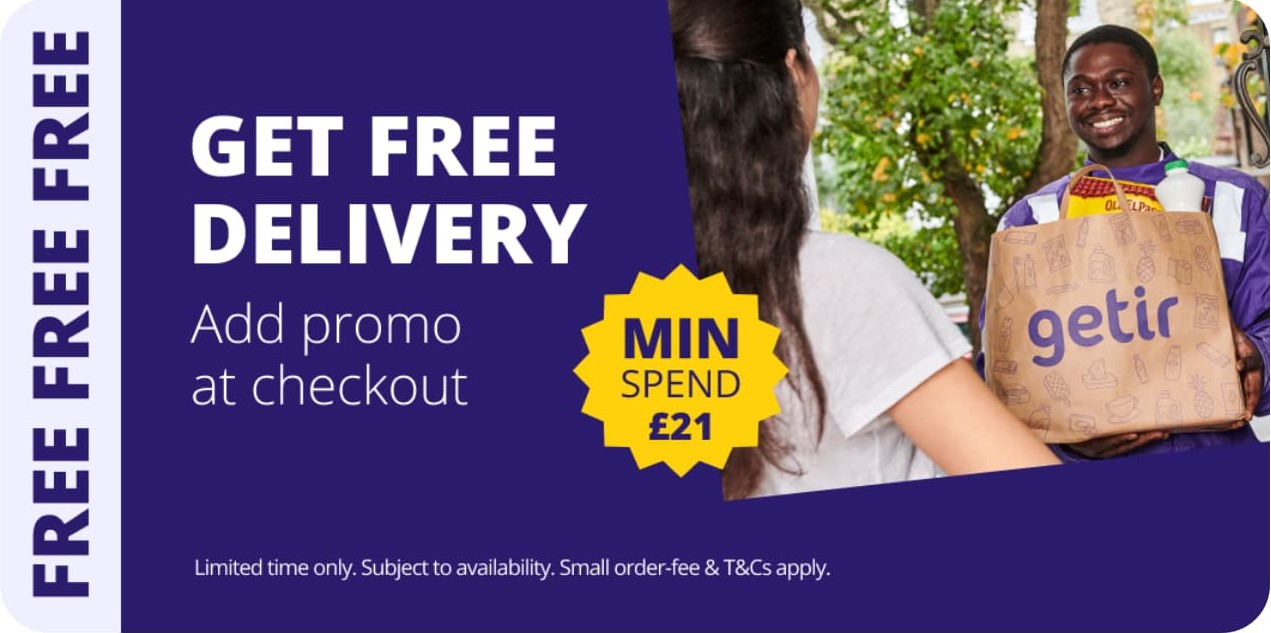 FREE FREE FREE
GET FREE
DELIVERY
Add promo
at checkout
MIN
SPEND
£21
getir
Limited time only. Subject to availability. Small order-fee & T&Cs apply.